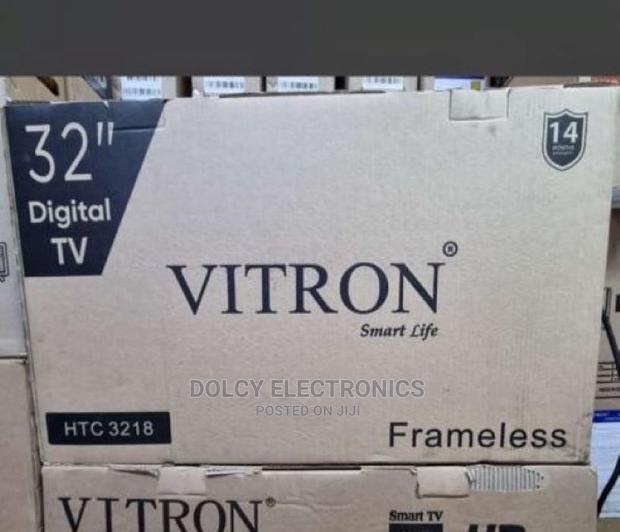 32"
Digital
TV
14
VITRON®
Smart Life
DOLCY ELECTRONICS
POSTED ON JIJI
HTC 3218
Frameless
VITRON®
Smart TV